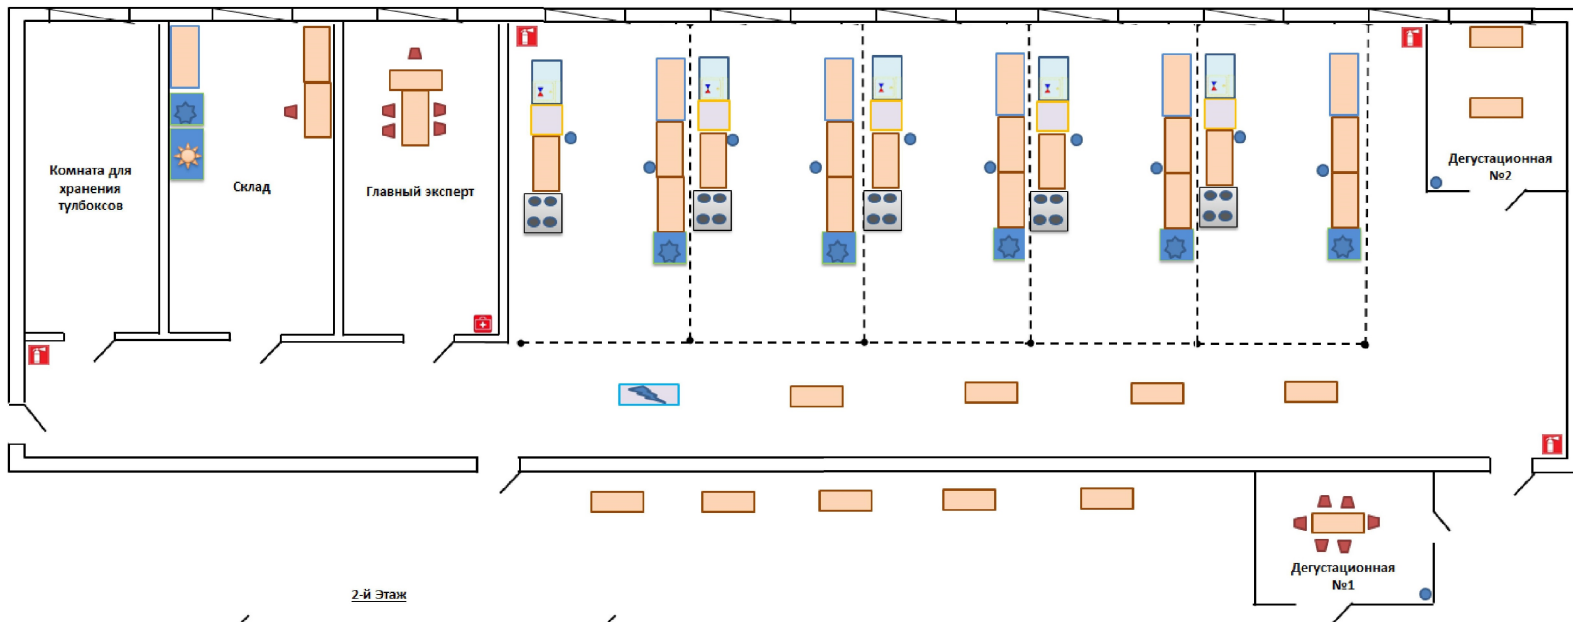 Комната для
хранения
тулбоксов
Склад
Главный эксперт
Дегустационная
№2
Дегустационная
№1
2-й Этаж